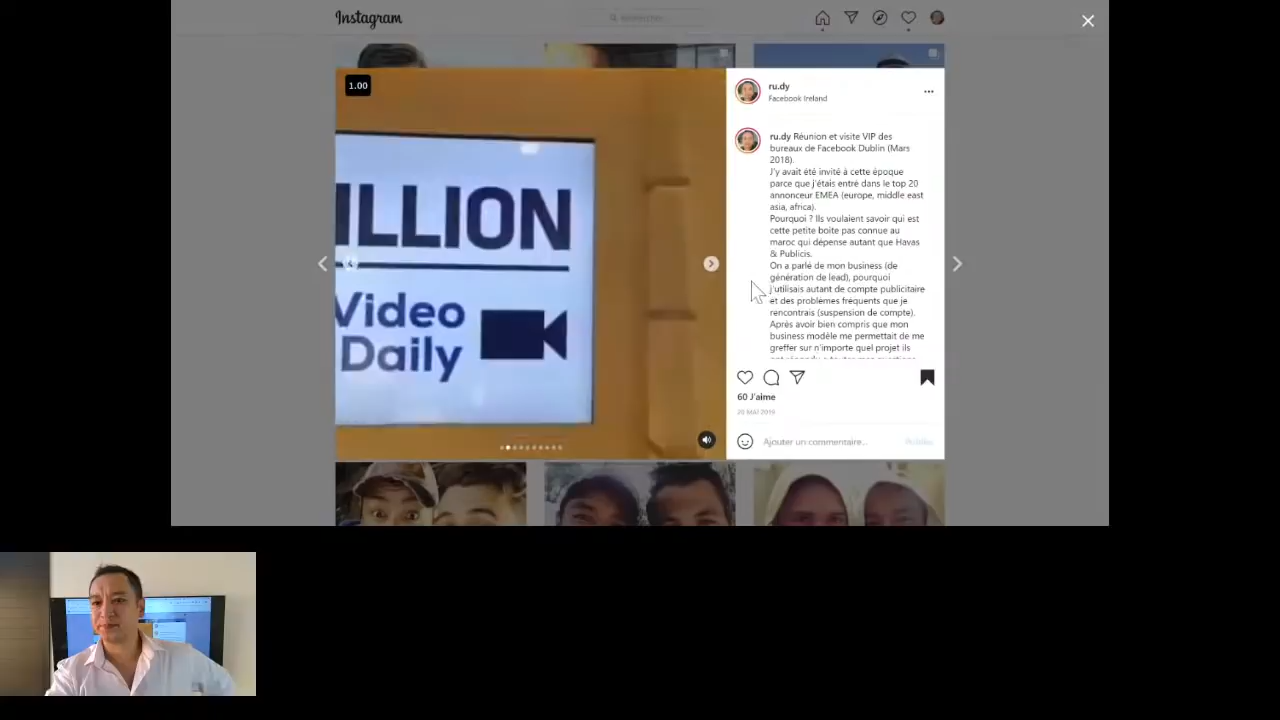 Instagram
Rechercher
1.00
ILLION
Video
Daily
ru.dy
Facebook Ireland
ru.dy Réunion et visite VIP des
bureaux de Facebook Dublin (Mars
2018).
J'y avait été invité à cette époque
parce que j'étais entré dans le top 20
annonceur EMEA (europe, middle east
asia, africa).
Pourquoi ? Ils voulaient savoir qui est
cette petite boite pas connue au
maroc qui dépense autant que Havas
& Publicis.
On a parlé de mon business (de
génération de lead), pourquoi
j'utilisais autant de compte publicitaire
et des problèmes fréquents que je
rencontrais (suspension de compte).
Après avoir bien compris que mon
business modèle me permettait de me
greffer sur n'importe quel projet ils
60 J'aime
Ajouter un commentaire...
Publier